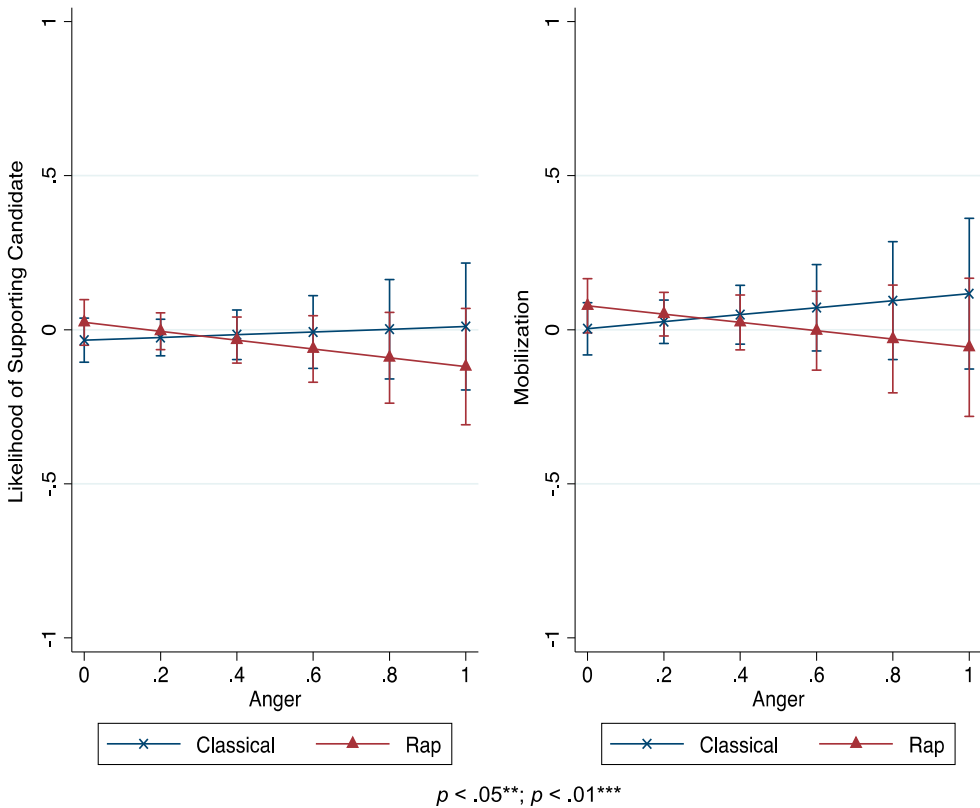 Likelihood of Supporting Candidate
1
.5
0
-.5
-1
0 .2 .4 .6 .8 1
Anger
Classical Rap
Mobilization
1
.5
0
-.5
-1
0 .2 .4 .6 .8 1
Anger
Classical Rap
p < .05**; p < .01***